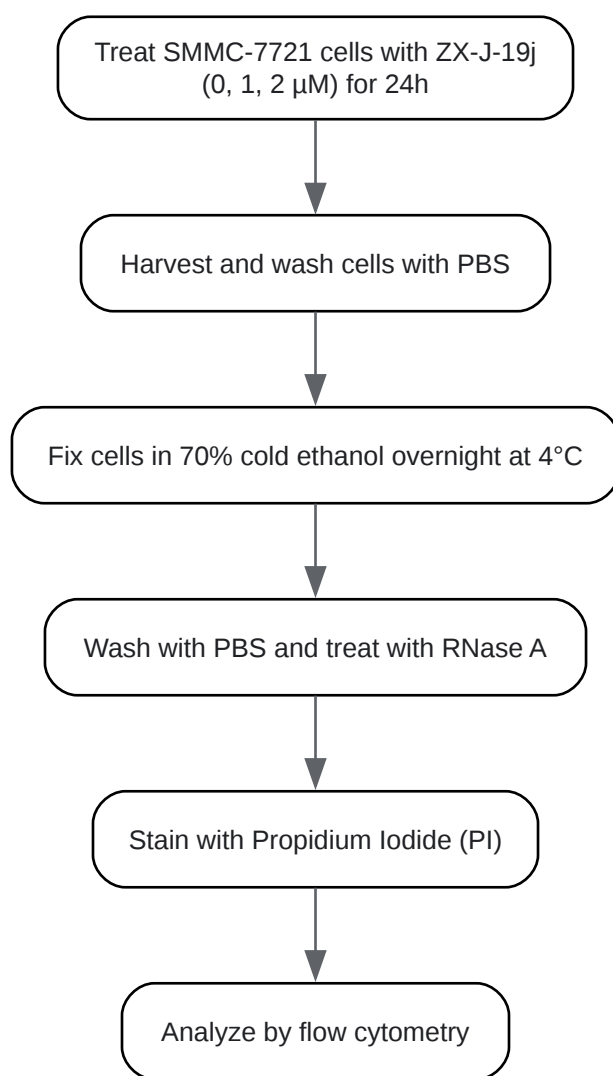 Treat SMMC-7721 cells with ZX-J-19j
(0, 1, 2 µM) for 24h
Harvest and wash cells with PBS
Fix cells in 70% cold ethanol overnight at 4°C
Wash with PBS and treat with RNase A
Stain with Propidium Iodide (PI)
Analyze by flow cytometry